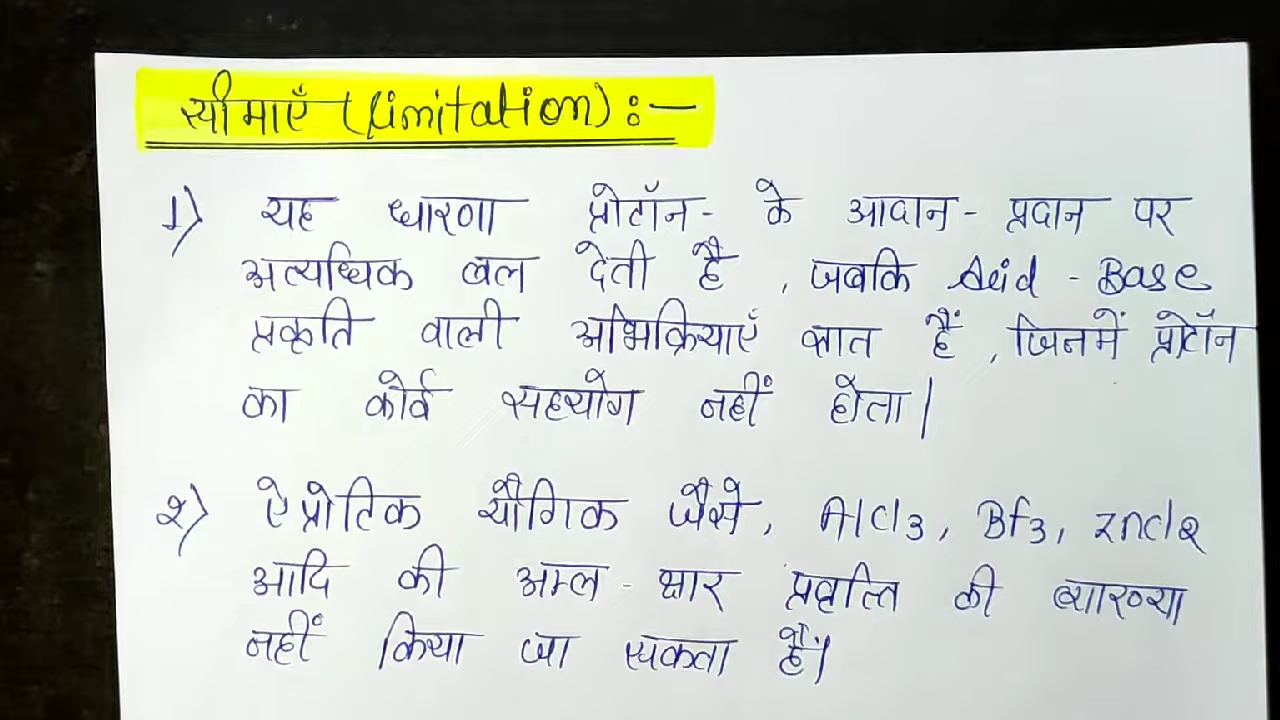 सीमाएँ (Limitation) :—
1) यह धारणा प्रोटॉन - के आदान - प्रदान पर
अत्यधिक बल देती है , जबकि Acid - Base
प्रकृति वाली अभिक्रियाएँ ज्ञात हैं , जिनमें प्रोटॉन
का कोई सहयोग नहीं होता |
२) ऐप्रोटिक यौगिक जैसे, AlCl3, Bf3, Zncl2
आदि की अम्ल - क्षार प्रवृत्ति की व्याख्या
नहीं किया जा सकता हैं|